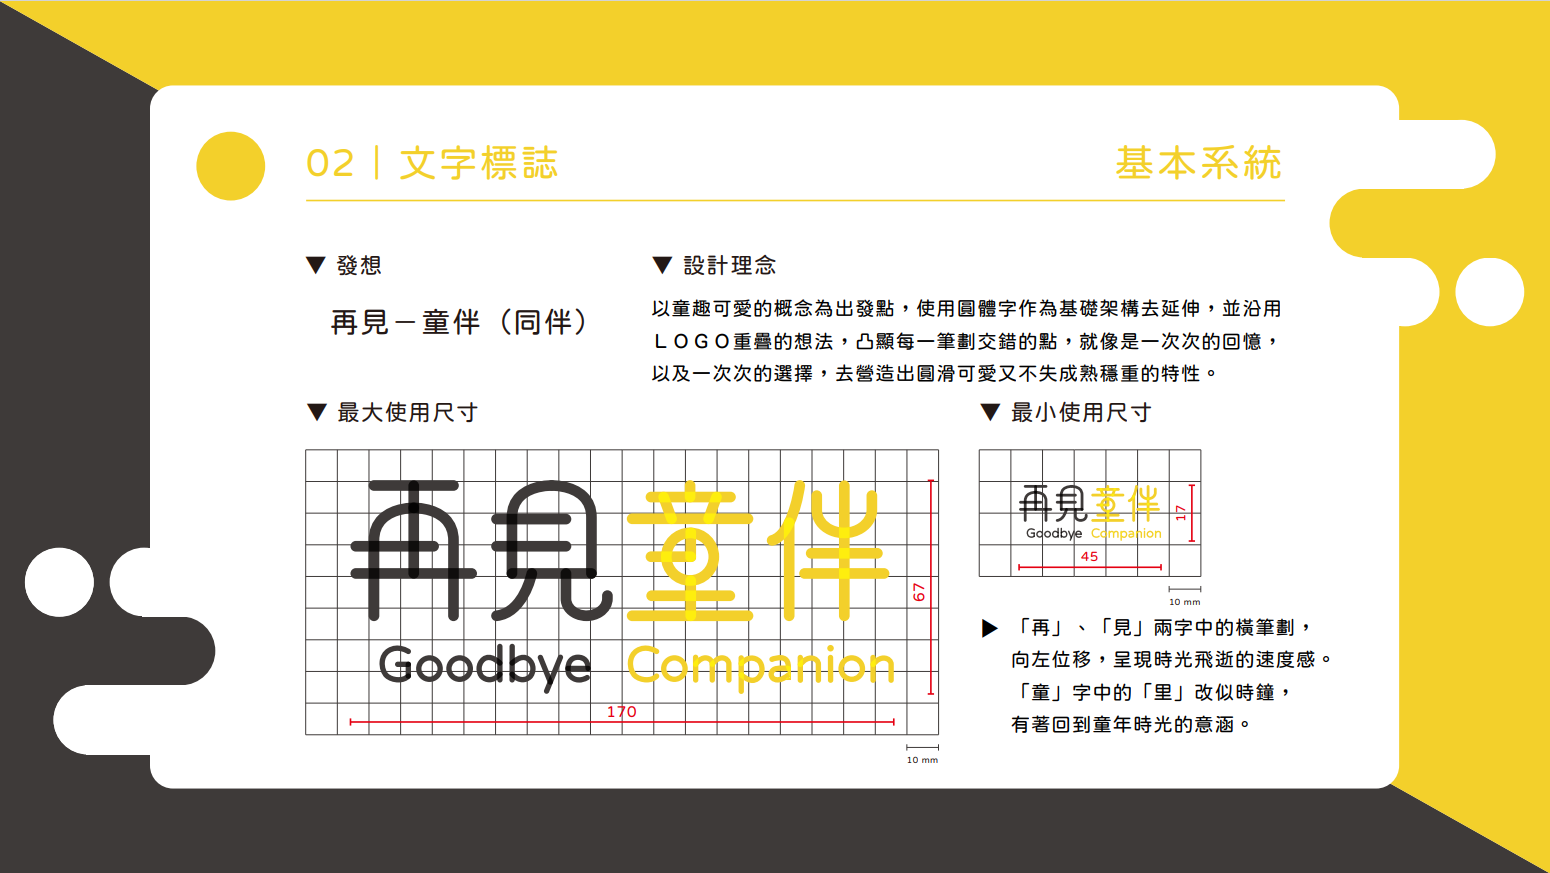 02｜文字標誌
基本系統
▼ 發想
再見－童伴（同伴）
▼ 設計理念
以童趣可愛的概念為出發點，使用圓體字作為基礎架構去延伸，並沿用
ＬＯＧＯ重疊的想法，凸顯每一筆劃交錯的點，就像是一次次的回憶，
以及一次次的選擇，去營造出圓滑可愛又不失成熟穩重的特性。
▼ 最大使用尺寸
再見童伴
Goodbye Companion
67
170
10 mm
▼ 最小使用尺寸
再見童伴
Goodbye Companion
17
45
10 mm
▶ 「再」、「見」兩字中的橫筆劃，
向左位移，呈現時光飛逝的速度感。
「童」字中的「里」改似時鐘，
有著回到童年時光的意涵。